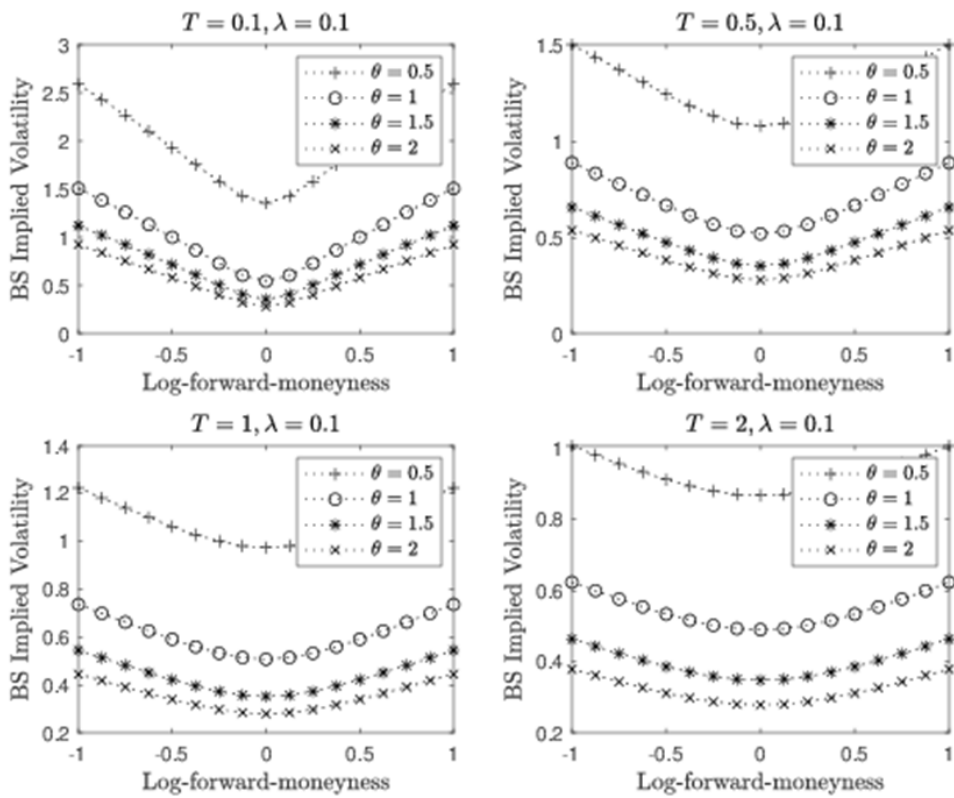 T = 0.1, λ = 0.1
BS Implied Volatility
3
2.5
2
1.5
1
0.5
0
θ = 0.5
θ = 1
θ = 1.5
θ = 2
-1 -0.5 0 0.5 1
Log-forward-moneyness
T = 0.5, λ = 0.1
BS Implied Volatility
1.5
1
0.5
0
θ = 0.5
θ = 1
θ = 1.5
θ = 2
-1 -0.5 0 0.5 1
Log-forward-moneyness
T = 1, λ = 0.1
BS Implied Volatility
1.4
1.2
1
0.8
0.6
0.4
0.2
θ = 0.5
θ = 1
θ = 1.5
θ = 2
-1 -0.5 0 0.5 1
Log-forward-moneyness
T = 2, λ = 0.1
BS Implied Volatility
1
0.8
0.6
0.4
0.2
θ = 0.5
θ = 1
θ = 1.5
θ = 2
-1 -0.5 0 0.5 1
Log-forward-moneyness